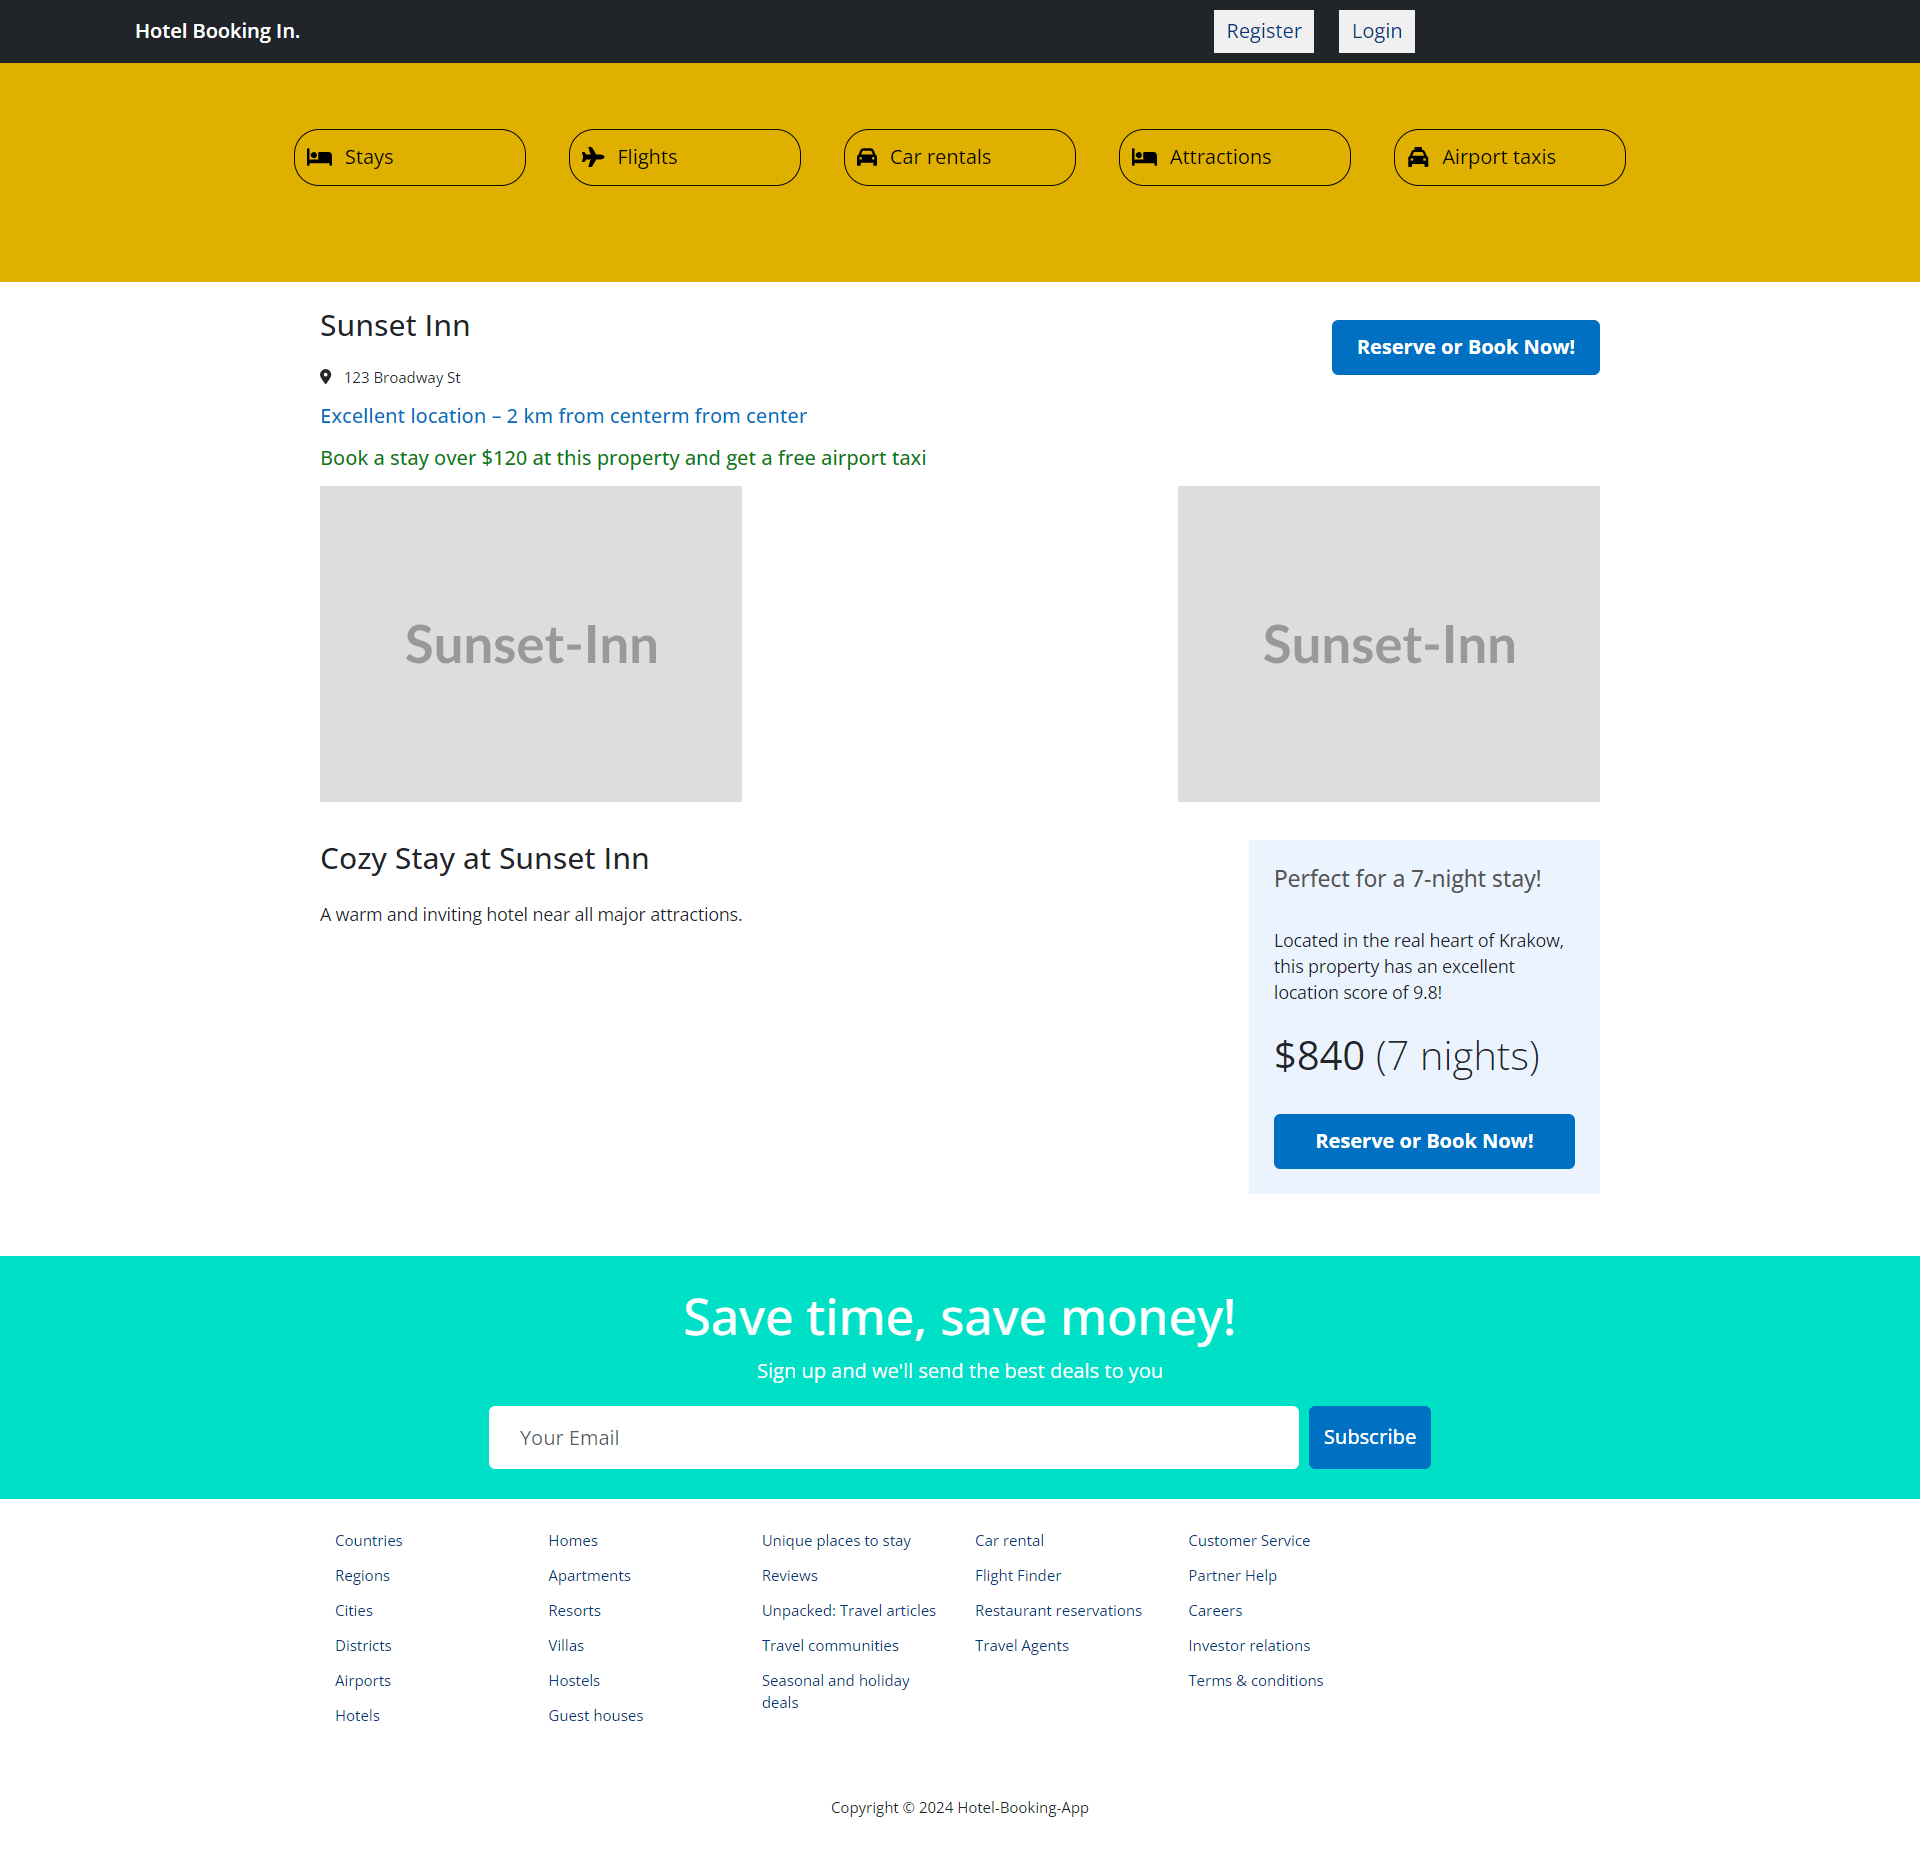 Hotel Booking In.
Register
Login
Stays
Flights
Car rentals
Attractions
Airport taxis
Sunset Inn
Reserve or Book Now!
123 Broadway St
Excellent location – 2 km from centerm from center
Book a stay over $120 at this property and get a free airport taxi
Sunset-Inn
Sunset-Inn
Cozy Stay at Sunset Inn
A warm and inviting hotel near all major attractions.
Perfect for a 7-night stay!
Located in the real heart of Krakow,
this property has an excellent
location score of 9.8!
$840 (7 nights)
Reserve or Book Now!
Save time, save money!
Sign up and we'll send the best deals to you
Your Email
Subscribe
Countries
Regions
Cities
Districts
Airports
Hotels
Homes
Apartments
Resorts
Villas
Hostels
Guest houses
Unique places to stay
Reviews
Unpacked: Travel articles
Travel communities
Seasonal and holiday
deals
Car rental
Flight Finder
Restaurant reservations
Travel Agents
Customer Service
Partner Help
Careers
Investor relations
Terms & conditions
Copyright © 2024 Hotel-Booking-App